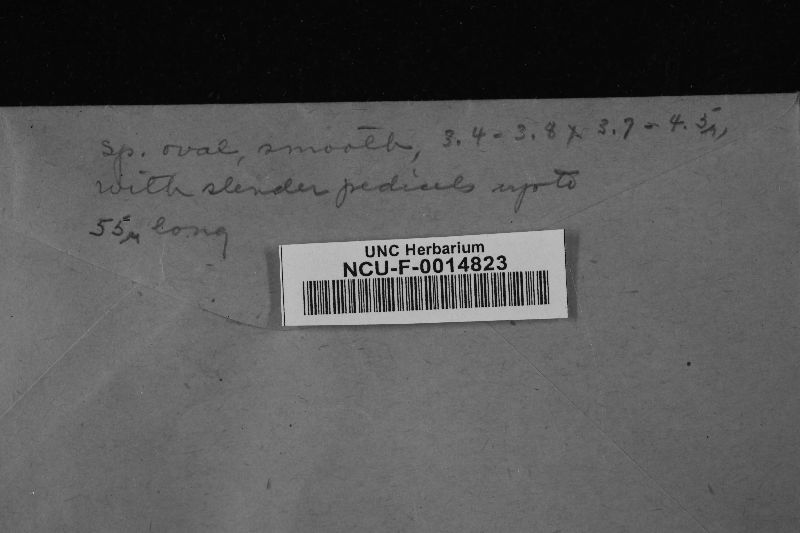 sp. oval, smooth, 3.4-3.8 x 3.7-4.5µ,
with slender pedicels up to
55µ long
UNC Herbarium
NCU-F-0014823